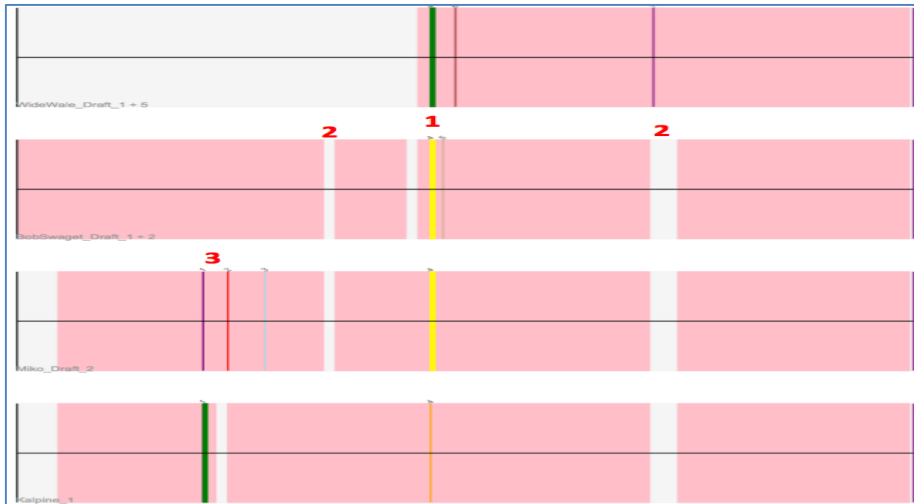 WideWale_Draft_1 + 5
2
1
2
BobSwaget_Draft_1 + 2
3
Miko_Draft_2
Kalpine_1